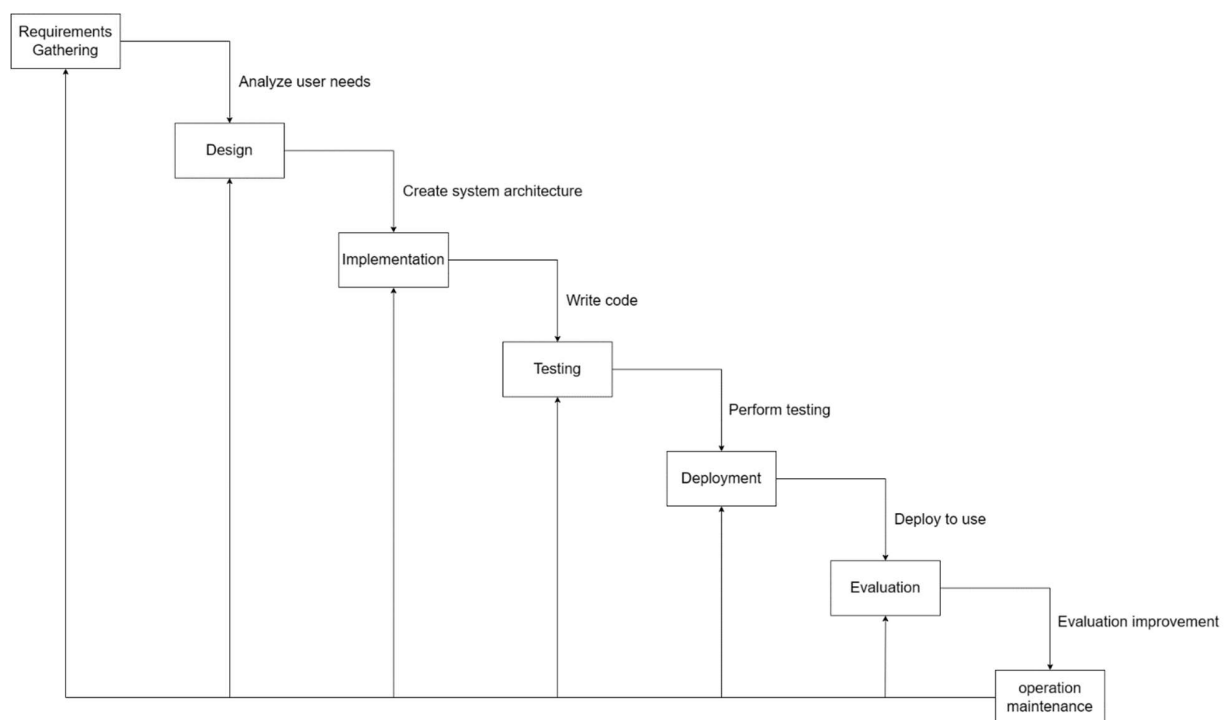 Requirements
Gathering
Analyze user needs
Design
Create system architecture
Implementation
Write code
Testing
Perform testing
Deployment
Deploy to use
Evaluation
Evaluation improvement
operation
maintenance